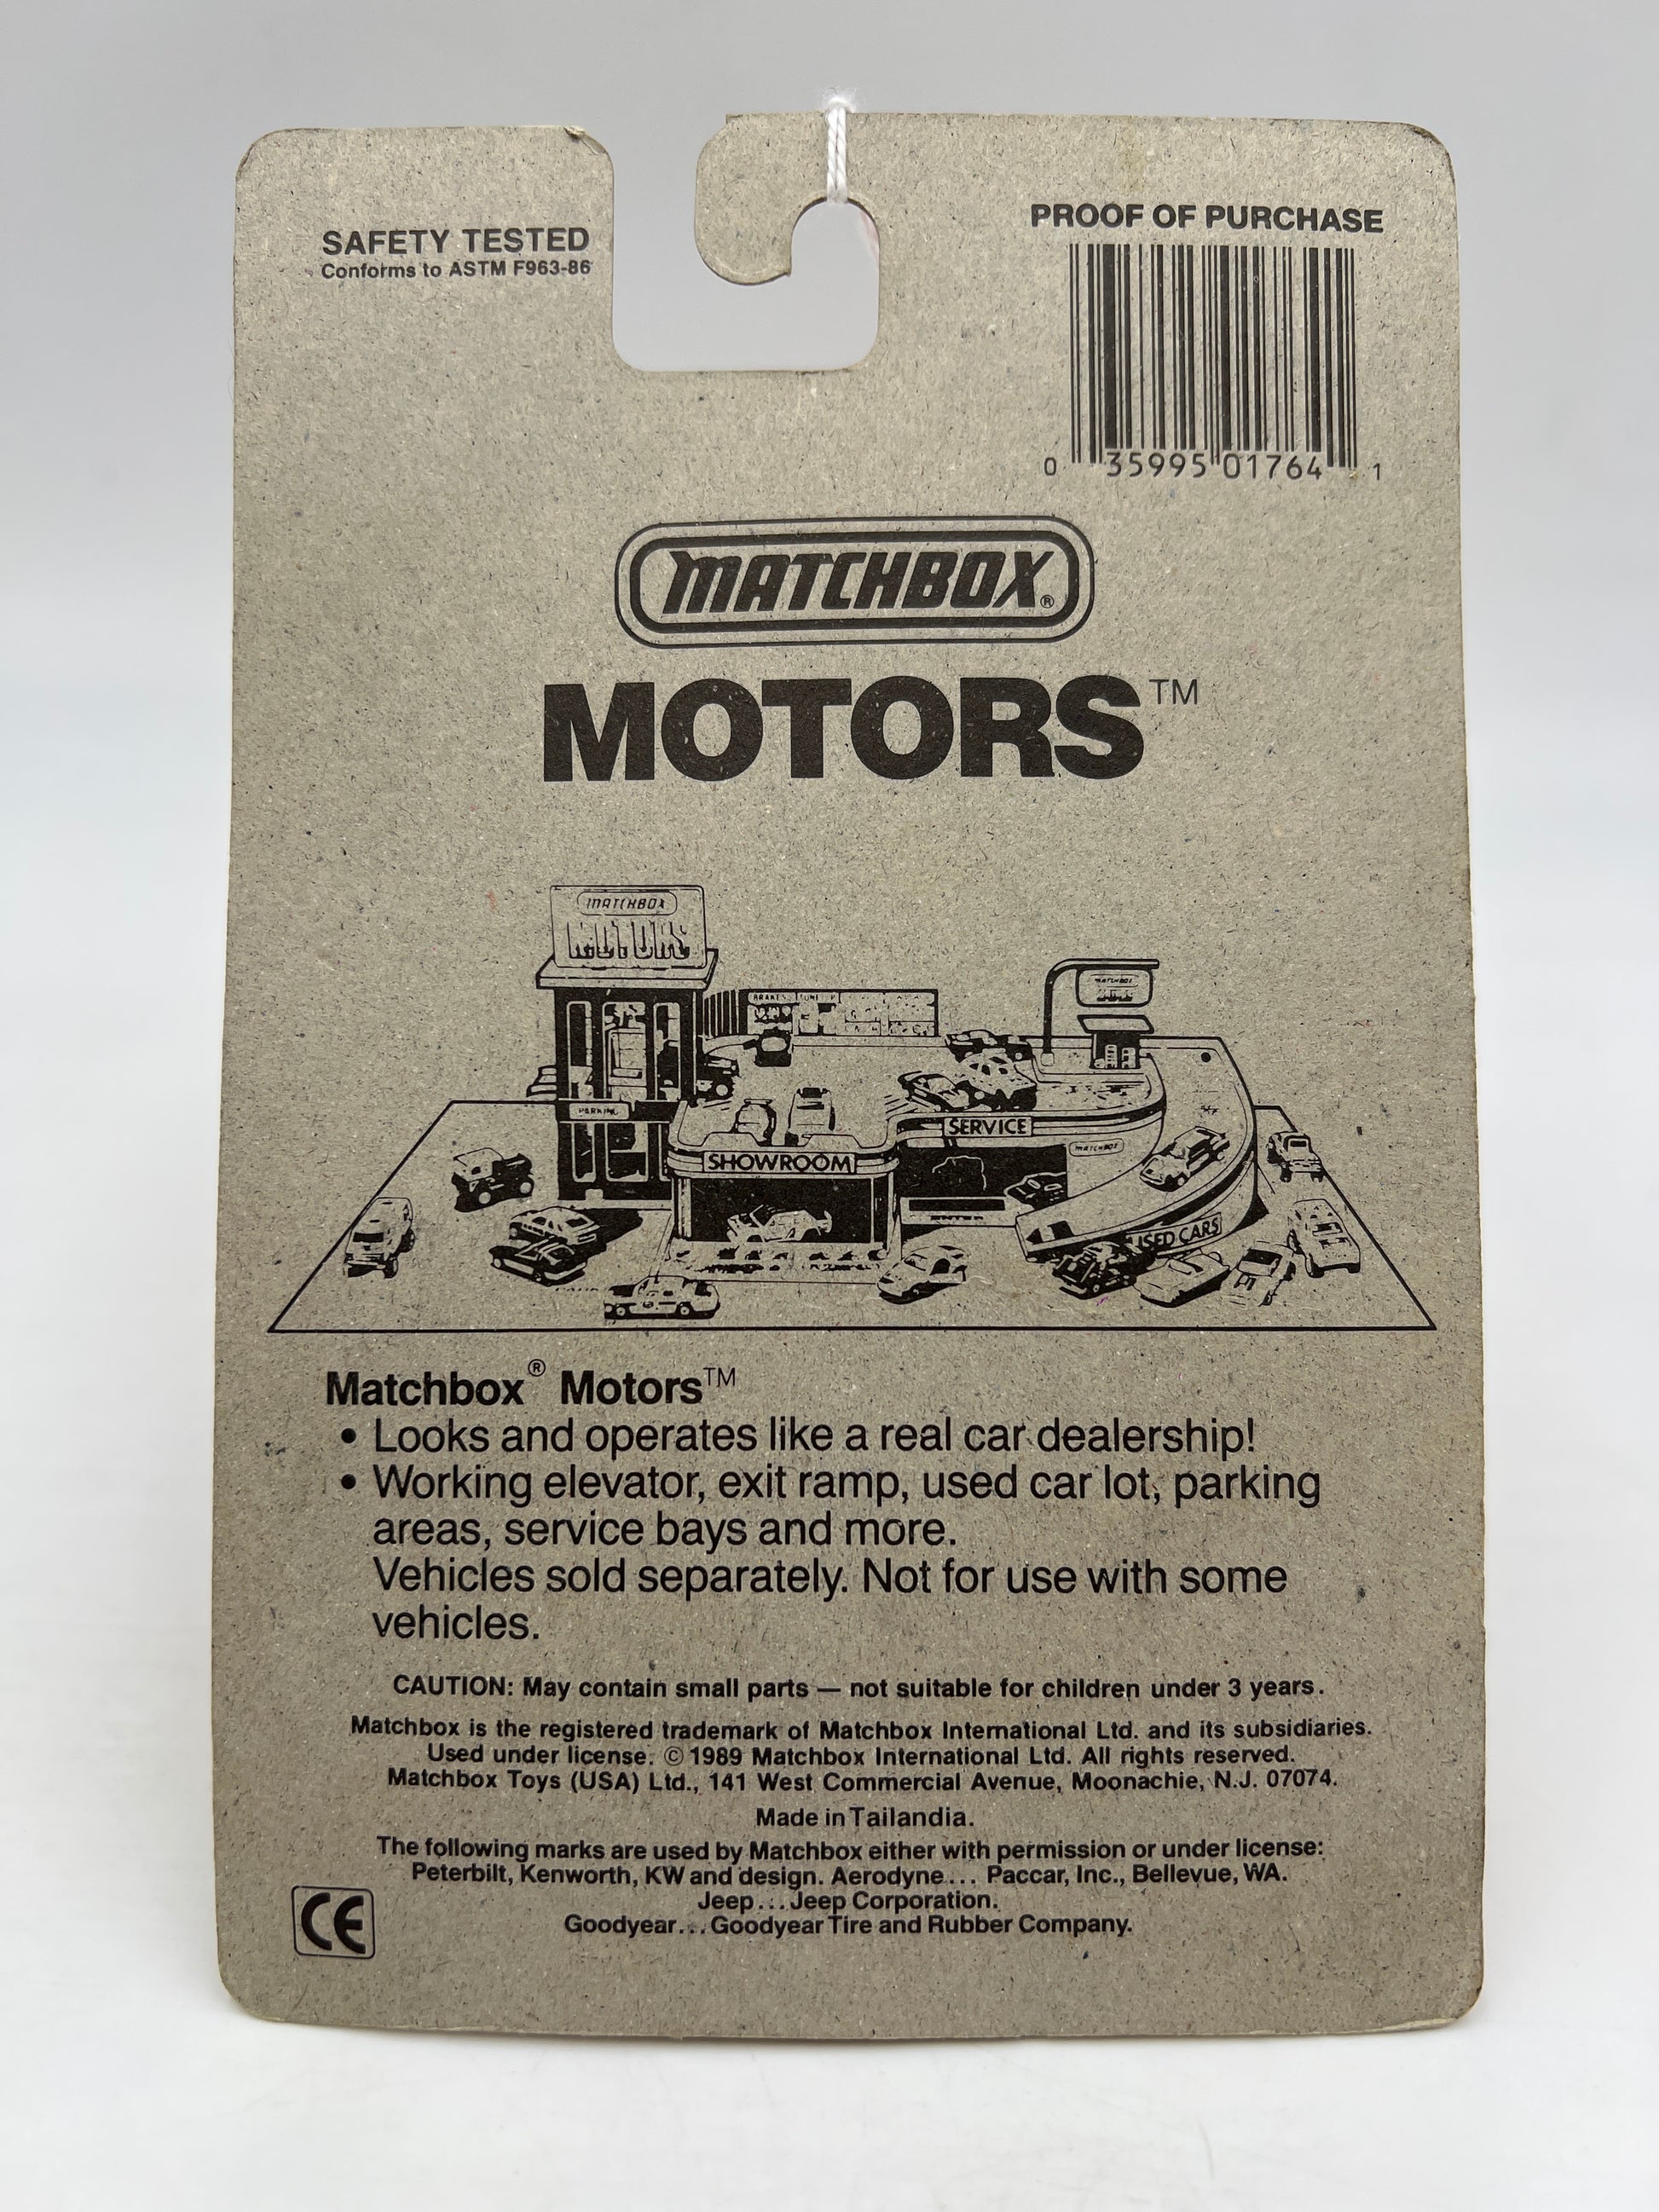 SAFETY TESTED
Conforms to ASTM F963-86
PROOF OF PURCHASE
0 35995 01764 1
MATCHBOX®
MOTORS™
MATCHBOX
MOTORS
BRAKES
MATCHBOX
PARKING
SERVICE
MATCHBOX
SHOWROOM
ENTER
USED CARS
Matchbox® Motors™
• Looks and operates like a real car dealership!
• Working elevator, exit ramp, used car lot, parking
areas, service bays and more.
Vehicles sold separately. Not for use with some
vehicles.
CAUTION: May contain small parts — not suitable for children under 3 years.
Matchbox is the registered trademark of Matchbox International Ltd. and its subsidiaries.
Used under license. © 1989 Matchbox International Ltd. All rights reserved.
Matchbox Toys (USA) Ltd., 141 West Commercial Avenue, Moonachie, N.J. 07074.
Made in Tailandia.
The following marks are used by Matchbox either with permission or under license:
Peterbilt, Kenworth, KW and design. Aerodyne... Paccar, Inc., Bellevue, WA.
Jeep...Jeep Corporation.
Goodyear...Goodyear Tire and Rubber Company.
CE